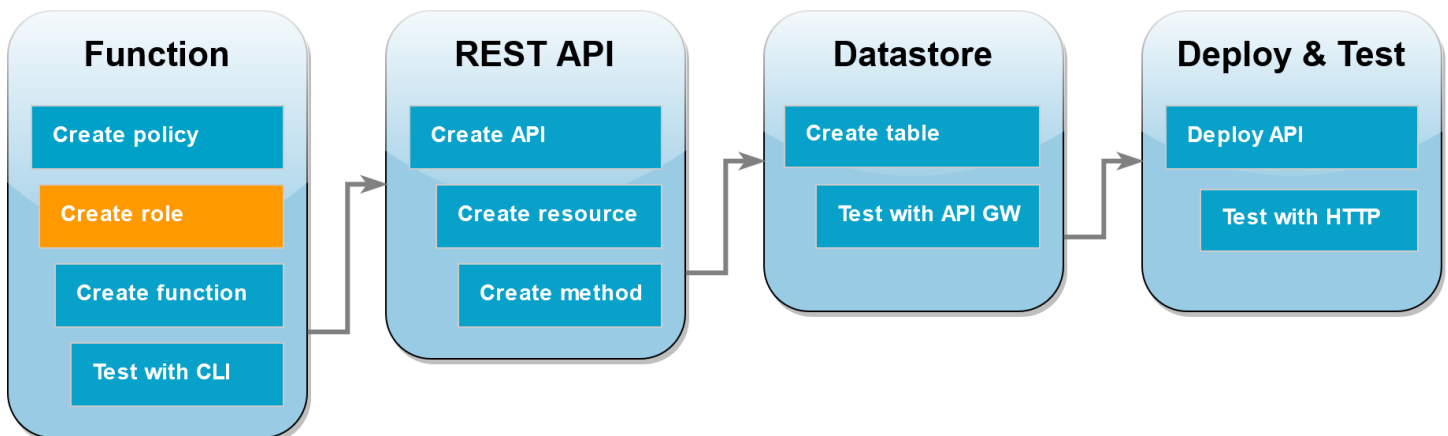 Function
Create policy
Create role
Create function
Test with CLI
REST API
Create API
Create resource
Create method
Datastore
Create table
Test with API GW
Deploy & Test
Deploy API
Test with HTTP